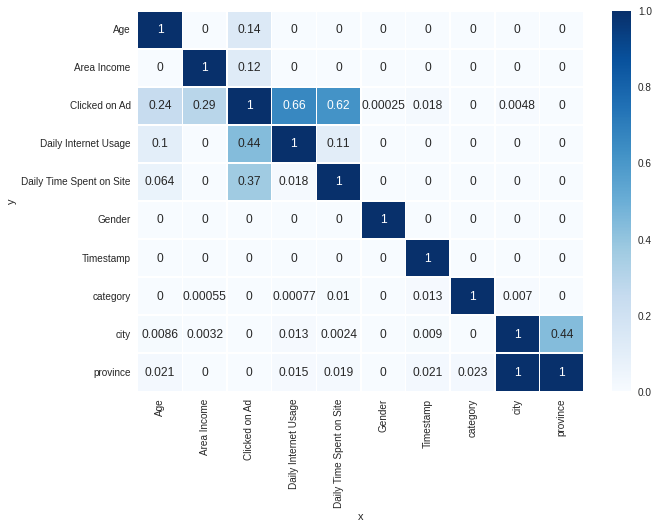 Age 1 0 0.14 0 0 0 0 0 0 0
Area Income 0 1 0.12 0 0 0 0 0 0 0
Clicked on Ad 0.24 0.29 1 0.66 0.62 0.00025 0.018 0 0.0048 0
Daily Internet Usage 0.1 0 0.44 1 0.11 0 0 0 0 0
Daily Time Spent on Site 0.064 0 0.37 0.018 1 0 0 0 0 0
Gender 0 0 0 0 0 1 0 0 0 0
Timestamp 0 0 0 0 0 0 1 0 0 0
category 0 0.00055 0 0.00077 0.01 0 0.013 1 0.007 0
city 0.0086 0.0032 0 0.013 0.0024 0 0.009 0 1 0.44
province 0.021 0 0 0.015 0.019 0 0.021 0.023 1 1
y
Age
Area Income
Clicked on Ad
Daily Internet Usage
Daily Time Spent on Site
Gender
Timestamp
category
city
province
x
1.0
0.8
0.6
0.4
0.2
0.0